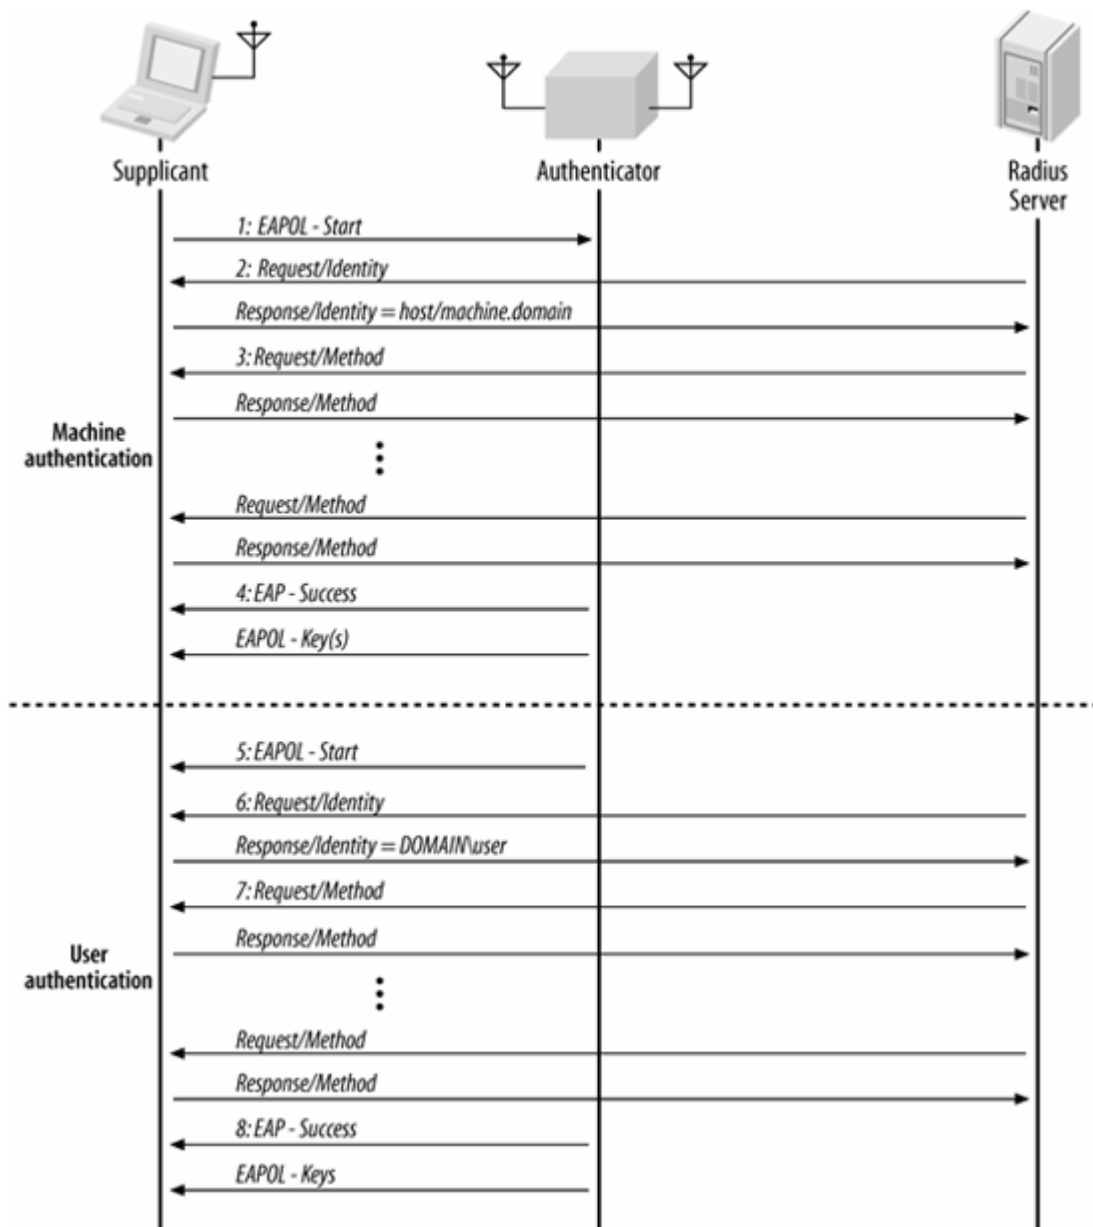 Supplicant
Authenticator
Radius
Server
1: EAPOL - Start
2: Request/Identity
Response/Identity = host/machine.domain
3: Request/Method
Response/Method
Machine
authentication
Request/Method
Response/Method
4: EAP - Success
EAPOL - Key(s)
5: EAPOL - Start
6: Request/Identity
Response/Identity = DOMAIN\user
7: Request/Method
Response/Method
User
authentication
Request/Method
Response/Method
8: EAP - Success
EAPOL - Keys